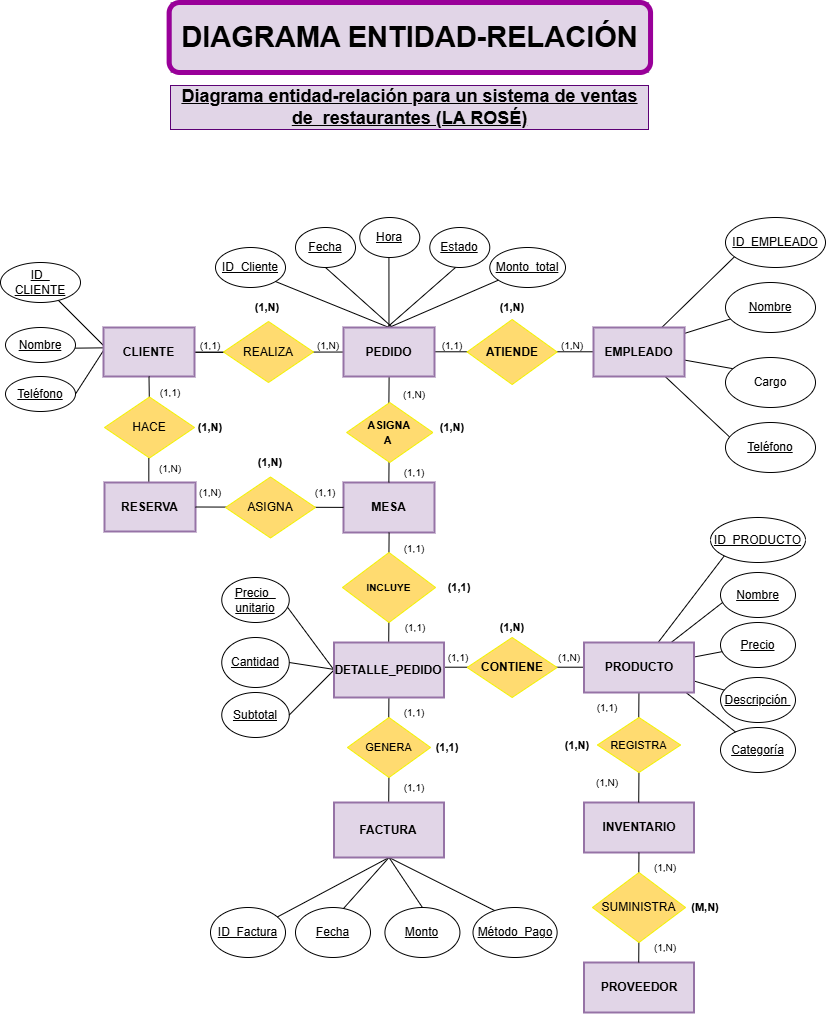 DIAGRAMA ENTIDAD-RELACIÓN
Diagrama entidad-relación para un sistema de ventas
de restaurantes (LA ROSÉ)
ID_EMPLEADO
Hora
Fecha
Estado
ID_Cliente
Monto_total
ID_
CLIENTE
Nombre
(1,N)
(1,N)
Nombre
CLIENTE
(1,1)
REALIZA
(1,N)
PEDIDO
(1,1)
ATIENDE
(1,N)
EMPLEADO
Cargo
Teléfono
(1,1)
(1,N)
HACE
(1,N)
ASIGN
A
(1,N)
Teléfono
(1,N)
(1,N)
(1,1)
RESERVA
(1,N)
ASIGNA
(1,1)
MESA
(1,1)
ID_PRODUCTO
INCLUYE
(1,1)
Precio_
unitario
Nombre
(1,1)
(1,N)
Precio
Cantidad
DETALLE_PEDIDO
(1,1)
CONTIENE
(1,N)
PRODUCTO
Descripción
Subtotal
(1,1)
(1,1)
GENERA
(1,1)
(1,N)
REGISTRA
Categoría
(1,1)
(1,N)
FACTURA
INVENTARIO
(1,N)
SUMINISTRA
(M,N)
ID_Factura
Fecha
Monto
Método_Pago
(1,N)
PROVEEDOR